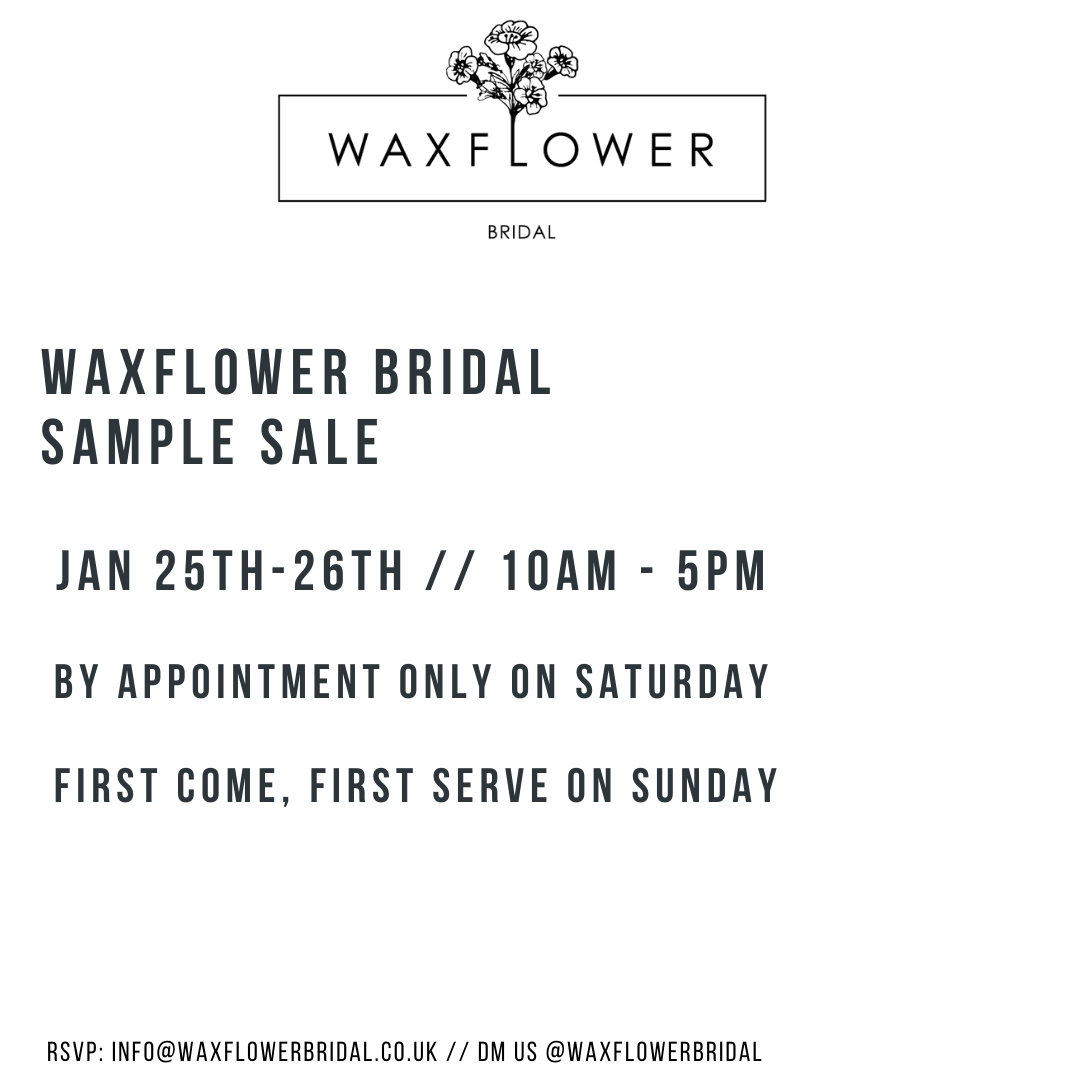 WAXFLOWER
BRIDAL
WAXFLOWER BRIDAL
SAMPLE SALE
JAN 25TH-26TH // 10AM - 5PM
BY APPOINTMENT ONLY ON SATURDAY
FIRST COME, FIRST SERVE ON SUNDAY
RSVP: INFO@WAXFLOWERBRIDAL.CO.UK // DM US @WAXFLOWERBRIDAL